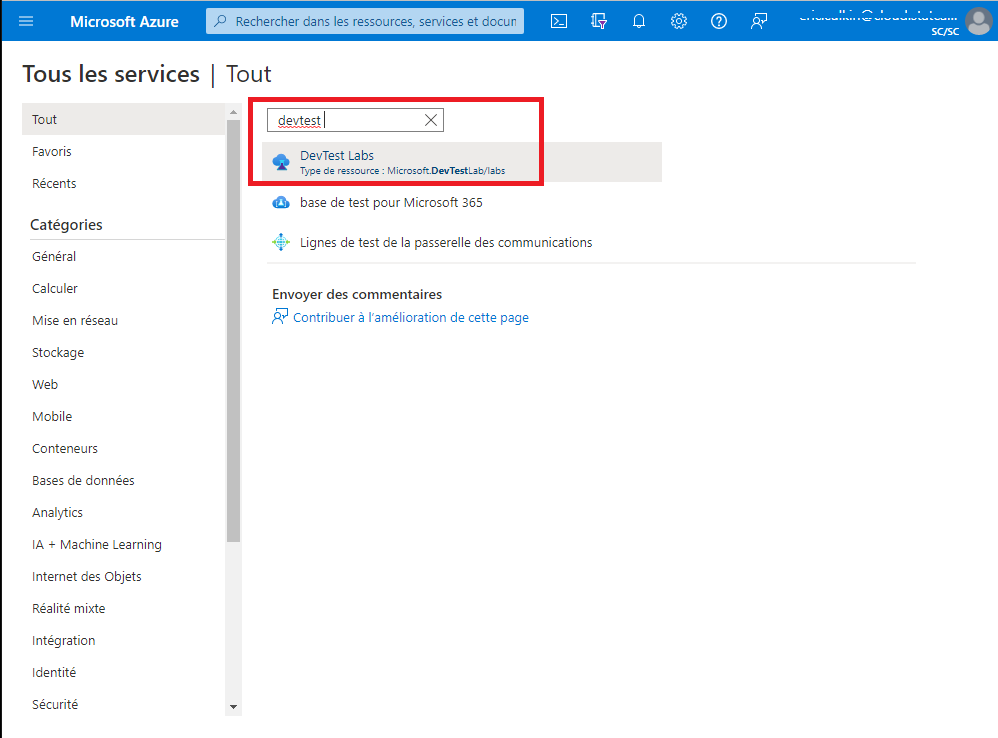 Microsoft Azure
Rechercher dans les ressources, services et docun
SC/SC
Tous les services | Tout
Tout
Favoris
Récents
Catégories
Général
Calculer
Mise en réseau
Stockage
Web
Mobile
Conteneurs
Bases de données
Analytics
IA + Machine Learning
Internet des Objets
Réalité mixte
Intégration
Identité
Sécurité
devtest
DevTest Labs
Type de ressource : Microsoft.DevTestLab/labs
base de test pour Microsoft 365
Lignes de test de la passerelle des communications
Envoyer des commentaires
Contribuer à l'amélioration de cette page